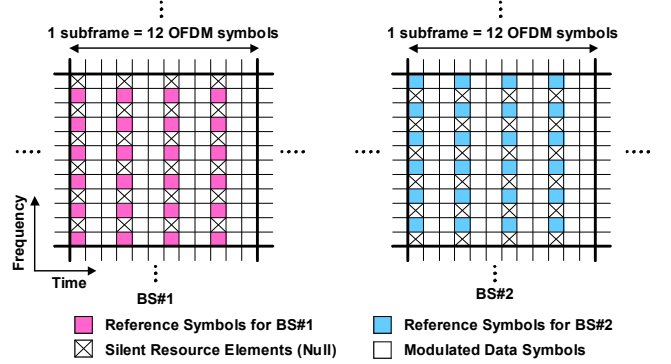 1 subframe = 12 OFDM symbols
1 subframe = 12 OFDM symbols
Frequency
Time
BS#1
BS#2
Reference Symbols for BS#1
Reference Symbols for BS#2
Silent Resource Elements (Null)
Modulated Data Symbols